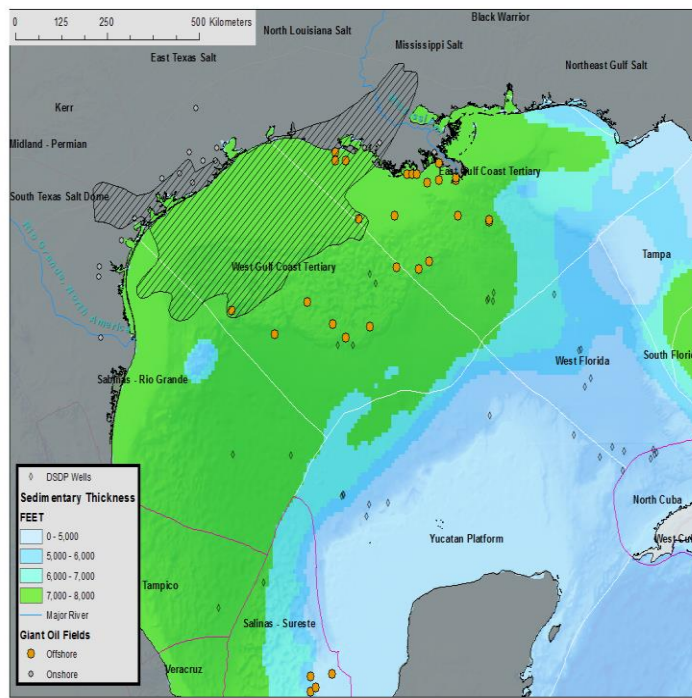 0 125 250 500 Kilometers
Black Warrior
North Louisiana Salt
Mississippi Salt
East Texas Salt
Northeast Gulf Salt
Kerr
Midland - Permian
East Gulf Coast Tertiary
South Texas Salt Dome
Rio Grande, North Americ
Tampa
West Gulf Coast Tertiary
West Florida
South Flori
Sabinas - Rio Grande
DSDP Wells
Sedimentary Thickness
FEET
0 - 5,000
5,000 - 6,000
6,000 - 7,000
7,000 - 8,000
Major River
Giant Oil Fields
Offshore
Onshore
North Cuba
West Cu
Yucatan Platform
Tampico
Salinas - Sureste
Veracruz